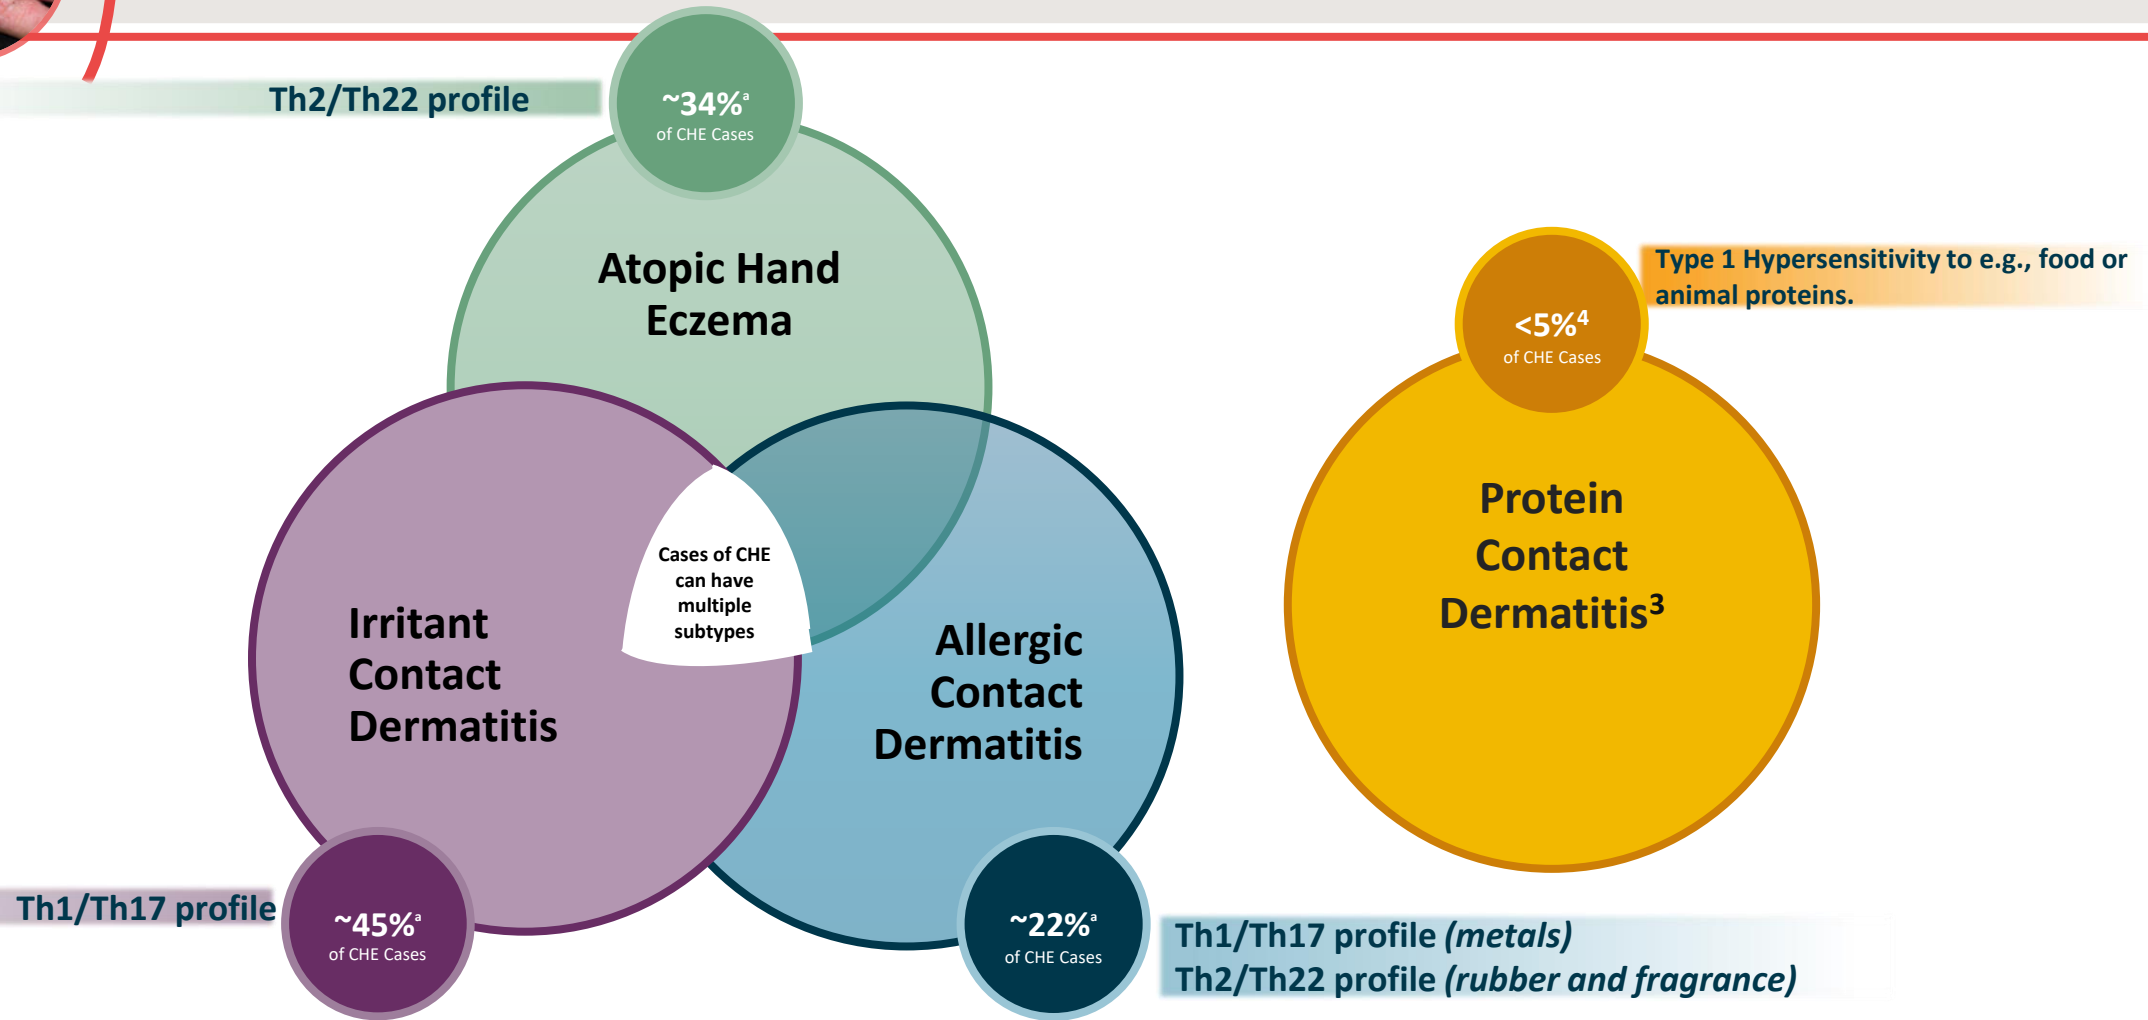 Th2/Th22 profile
~34%ᵃ
of CHE Cases
Atopic Hand
Eczema
Type 1 Hypersensitivity to e.g., food or
animal proteins.
<5%⁴
of CHE Cases
Protein
Contact
Dermatitis³
Cases of CHE
can have
multiple
subtypes
Irritant
Contact
Dermatitis
Allergic
Contact
Dermatitis
Th1/Th17 profile
~45%ᵃ
of CHE Cases
~22%ᵃ
of CHE Cases
Th1/Th17 profile (metals)
Th2/Th22 profile (rubber and fragrance)